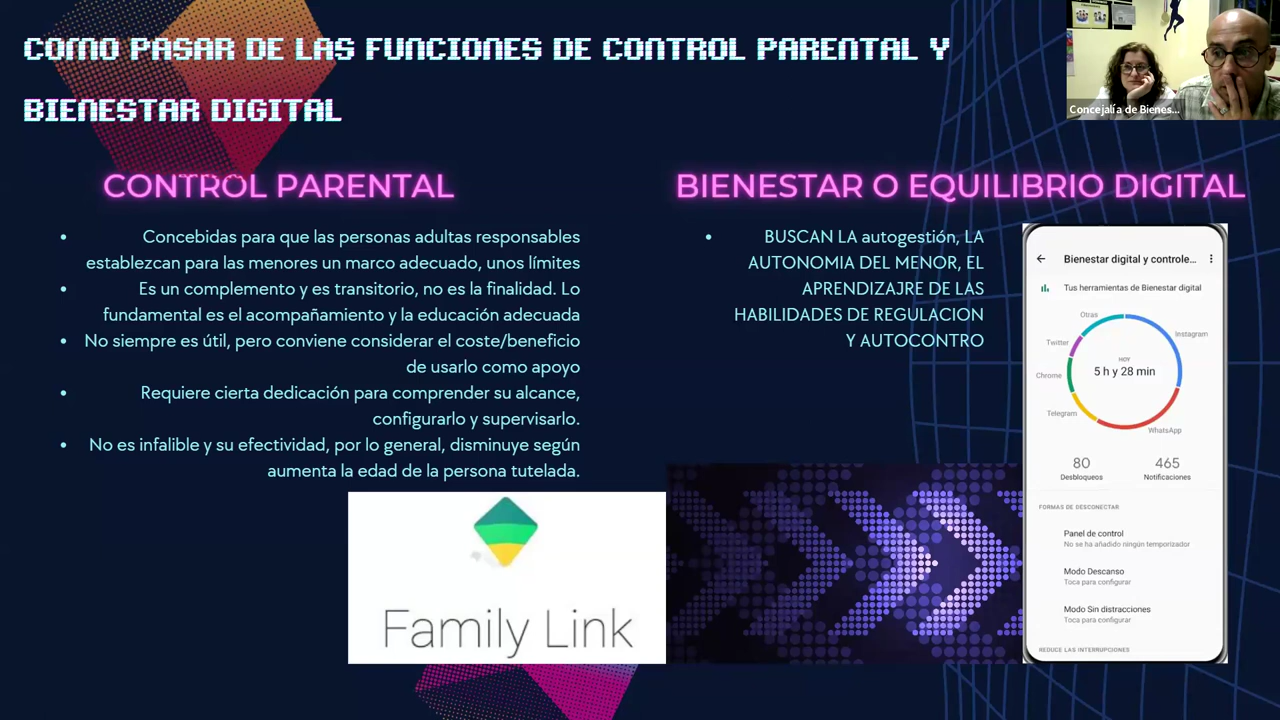 COMO PASAR DE LAS FUNCIONES DE CONTROL PARENTAL Y
BIENESTAR DIGITAL
Concejalía de Bienes...
CONTROL PARENTAL
• Concebidas para que las personas adultas responsables
establezcan para las menores un marco adecuado, unos límites
• Es un complemento y es transitorio, no es la finalidad. Lo
fundamental es el acompañamiento y la educación adecuada
• No siempre es útil, pero conviene considerar el coste/beneficio
de usarlo como apoyo
• Requiere cierta dedicación para comprender su alcance,
configurarlo y supervisarlo.
• No es infalible y su efectividad, por lo general, disminuye según
aumenta la edad de la persona tutelada.
Family Link
BIENESTAR O EQUILIBRIO DIGITAL
• BUSCAN LA autogestión, LA
AUTONOMIA DEL MENOR, EL
APRENDIZAJRE DE LAS
HABILIDADES DE REGULACION
Y AUTOCONTRO
Bienestar digital y controle...
Tus herramientas de Bienestar digital
Otras
Instagram
Twitter
HOY
5 h y 28 min
Chrome
Telegram
WhatsApp
80
465
Desbloqueos
Notificaciones
FORMAS DE DESCONECTAR
Panel de control
No se ha añadido ningún temporizador
Modo Descanso
Toca para configurar
Modo Sin distracciones
Toca para configurar
REDUCE LAS INTERRUPCIONES